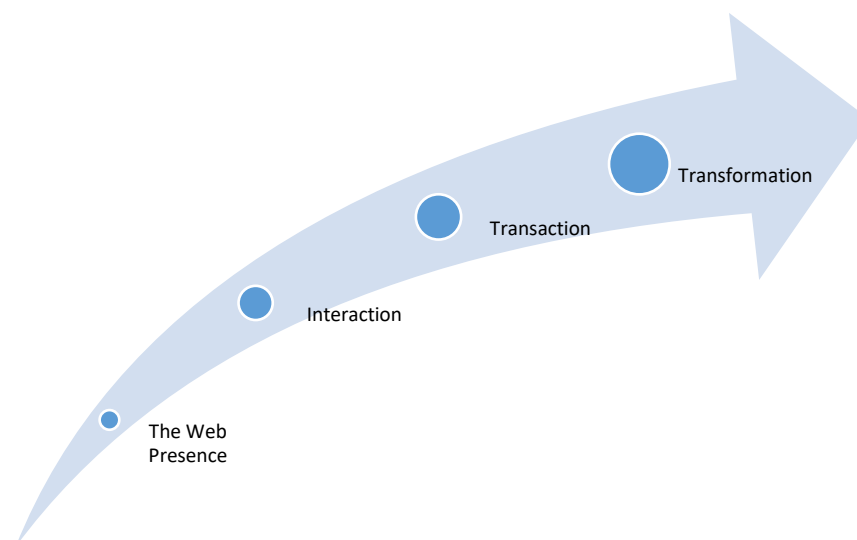 Transformation
Transaction
Interaction
The Web
Presence